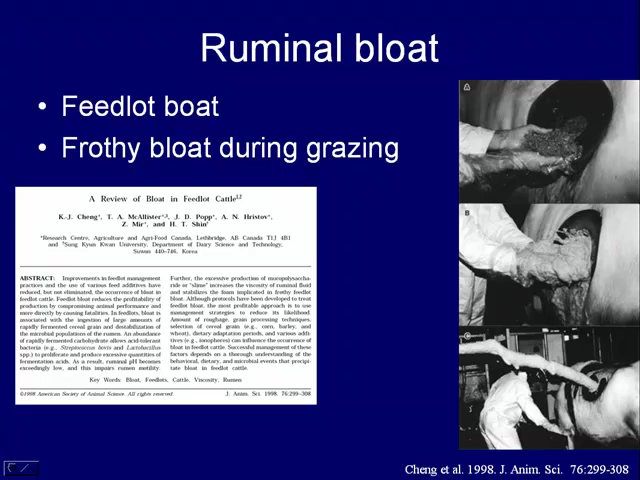 Ruminal bloat
• Feedlot boat
• Frothy bloat during grazing
A Review of Bloat in Feedlot Cattle1,2
K.-J. Cheng*, T. A. McAllister*,3, J. D. Popp*, A. N. Hristov*,
Z. Mir*, and H. T. Shin†
*Research Centre, Agriculture and Agri-Food Canada, Lethbridge, AB Canada T1J 4B1
and †Sung Kyun Kwan University, Department of Dairy Science and Technology,
Suwon 440–746, Korea
ABSTRACT: Improvements in feedlot management
practices and the use of various feed additives have
reduced, but not eliminated, the occurrence of bloat in
feedlot cattle. Feedlot bloat reduces the profitability of
production by compromising animal performance and
more directly by causing fatalities. In feedlots, bloat is
associated with the ingestion of large amounts of
rapidly fermented cereal grain and destabilization of
the microbial populations of the rumen. An abundance
of rapidly fermented carbohydrate allows acid-tolerant
bacteria (e.g., Streptococcus bovis and Lactobacillus
spp.) to proliferate and produce excessive quantities of
fermentation acids. As a result, ruminal pH becomes
exceedingly low, and this impairs rumen motility.
Further, the excessive production of mucopolysaccha-
ride or "slime" increases the viscosity of ruminal fluid
and stabilizes the foam implicated in frothy feedlot
bloat. Although protocols have been developed to treat
feedlot bloat, the most profitable approach is to use
management strategies to reduce its likelihood.
Amount of roughage, grain processing techniques,
selection of cereal grain (e.g., corn, barley, and
wheat), dietary adaptation periods, and various addi-
tives (e.g., ionophores) can influence the occurrence of
bloat in feedlot cattle. Successful management of these
factors depends on a thorough understanding of the
behavioral, dietary, and microbial events that precipi-
tate bloat in feedlot cattle.
Key Words: Bloat, Feedlots, Cattle, Viscosity, Rumen
©1998 American Society of Animal Science. All rights reserved.
J. Anim. Sci. 1998. 76:299–308
A
B
C
Cheng et al. 1998. J. Anim. Sci. 76:299-308